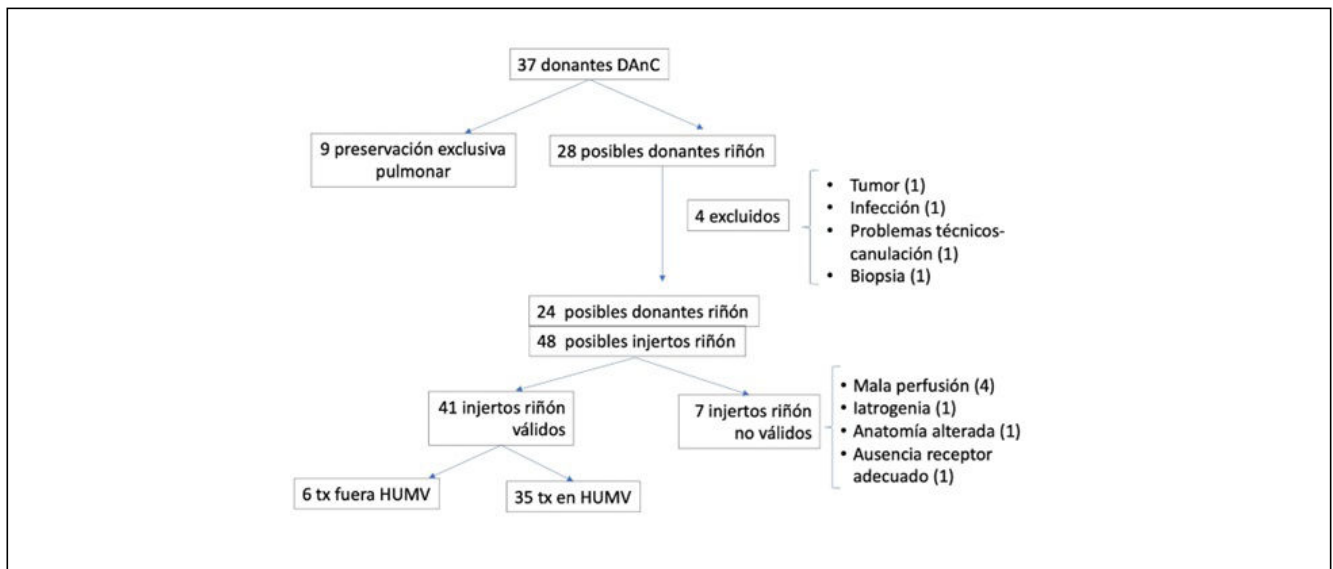 37 donantes DAnC
9 preservación exclusiva
pulmonar
28 posibles donantes riñón
4 excluidos
• Tumor (1)
• Infección (1)
• Problemas técnicos-
canulación (1)
• Biopsia (1)
24 posibles donantes riñón
48 posibles injertos riñón
41 injertos riñón
válidos
7 injertos riñón
no válidos
• Mala perfusión (4)
• Iatrogenia (1)
• Anatomía alterada (1)
• Ausencia receptor
adecuado (1)
6 tx fuera HUMV
35 tx en HUMV